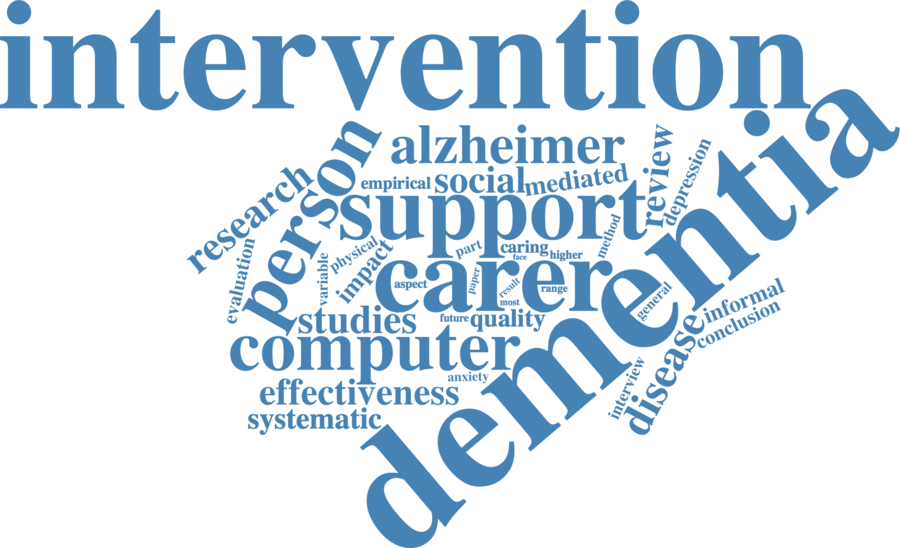 intervention
dementia
alzheimer
person
review
depression
research
empirical
social
mediated
support
method
evaluation
physical
part
caring
higher
face
variable
impact
carer
aspect
paper
result
range
most
general
informal
studies
future
quality
conclusion
computer
disease
anxiety
interview
effectiveness
systematic